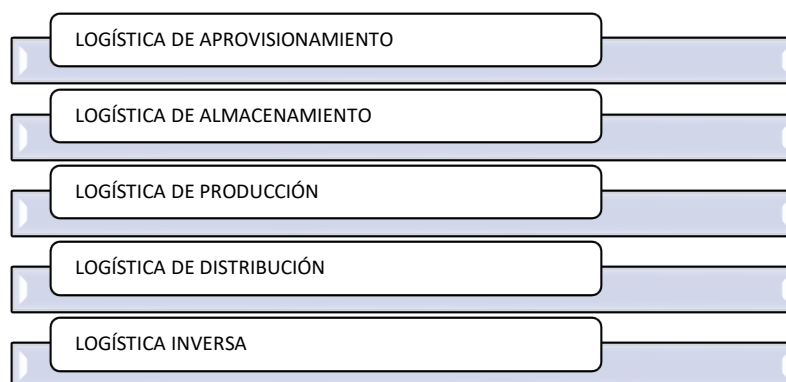 LOGÍSTICA DE APROVISIONAMIENTO
LOGÍSTICA DE ALMACENAMIENTO
LOGÍSTICA DE PRODUCCIÓN
LOGÍSTICA DE DISTRIBUCIÓN
LOGÍSTICA INVERSA